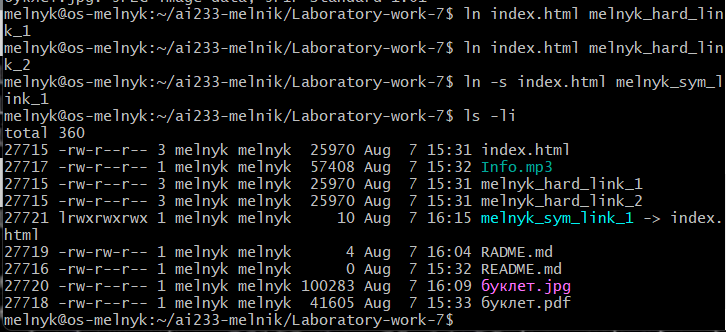 melnyk@os-melnyk:~/ai233-melnik/Laboratory-work-7$ ln index.html melnyk_hard_lin
k_1
melnyk@os-melnyk:~/ai233-melnik/Laboratory-work-7$ ln index.html melnyk_hard_lin
k_2
melnyk@os-melnyk:~/ai233-melnik/Laboratory-work-7$ ln -s index.html melnyk_sym_l
ink_1
melnyk@os-melnyk:~/ai233-melnik/Laboratory-work-7$ ls -li
total 360
27715 -rw-r--r-- 3 melnyk melnyk  25970 Aug  7 15:31 index.html
27717 -rw-r--r-- 1 melnyk melnyk  57408 Aug  7 15:32 Info.mp3
27715 -rw-r--r-- 3 melnyk melnyk  25970 Aug  7 15:31 melnyk_hard_link_1
27715 -rw-r--r-- 3 melnyk melnyk  25970 Aug  7 15:31 melnyk_hard_link_2
27721 lrwxrwxrwx 1 melnyk melnyk     10 Aug  7 16:15 melnyk_sym_link_1 -> index.
html
27719 -rw-rw-r-- 1 melnyk melnyk      4 Aug  7 16:04 RADME.md
27716 -rw-r--r-- 1 melnyk melnyk      0 Aug  7 15:32 README.md
27720 -rw-r--r-- 1 melnyk melnyk 100283 Aug  7 16:09 буклет.jpg
27718 -rw-r--r-- 1 melnyk melnyk  41605 Aug  7 15:33 буклет.pdf
melnyk@os-melnyk:~/ai233-melnik/Laboratory-work-7$